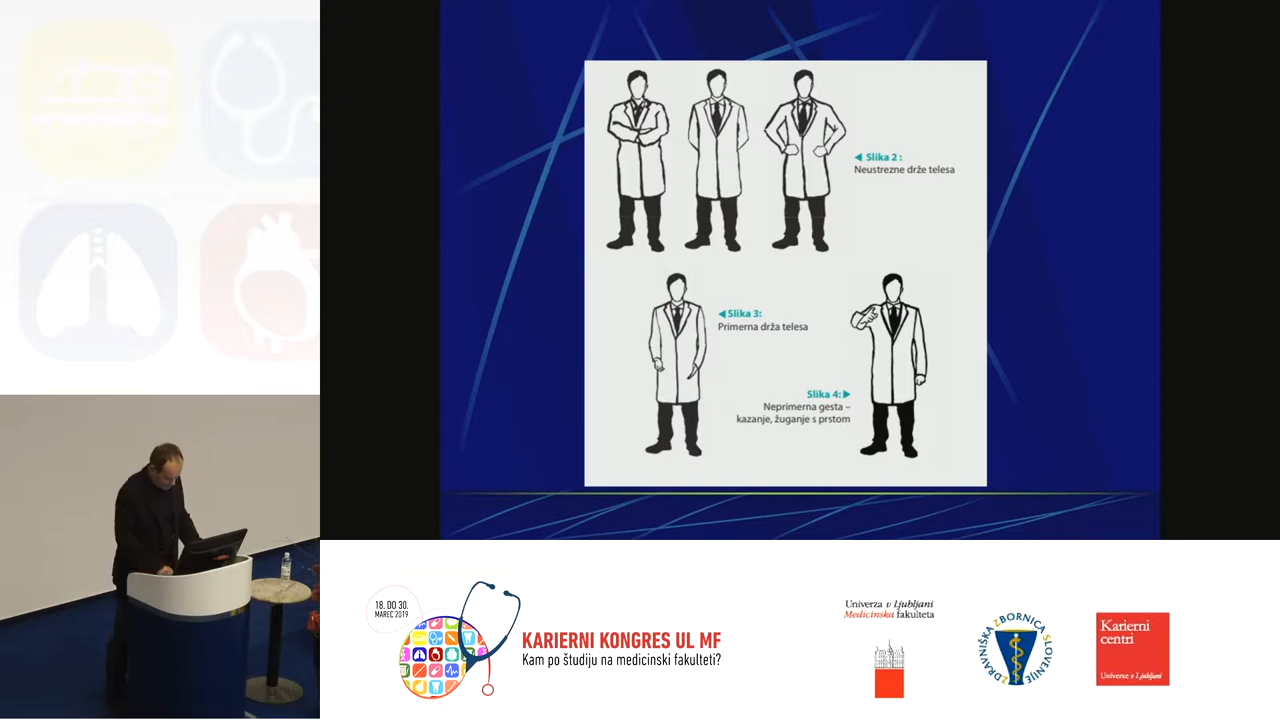 ◀ Slika 2 :
Neustrezne drže telesa
◀ Slika 3:
Primerna drža telesa
Slika 4: ▶
Neprimerna gesta –
kazanje, žuganje s prstom
18. DO 30.
MAREC 2019
KARIERNI KONGRES UL MF
Kam po študiju na medicinski fakulteti?
Univerza v Ljubljani
Medicinska fakulteta
ZDRAVNIŠKA ZBORNICA SLOVENIJE
Karierni
centri
Univerze v Ljubljani